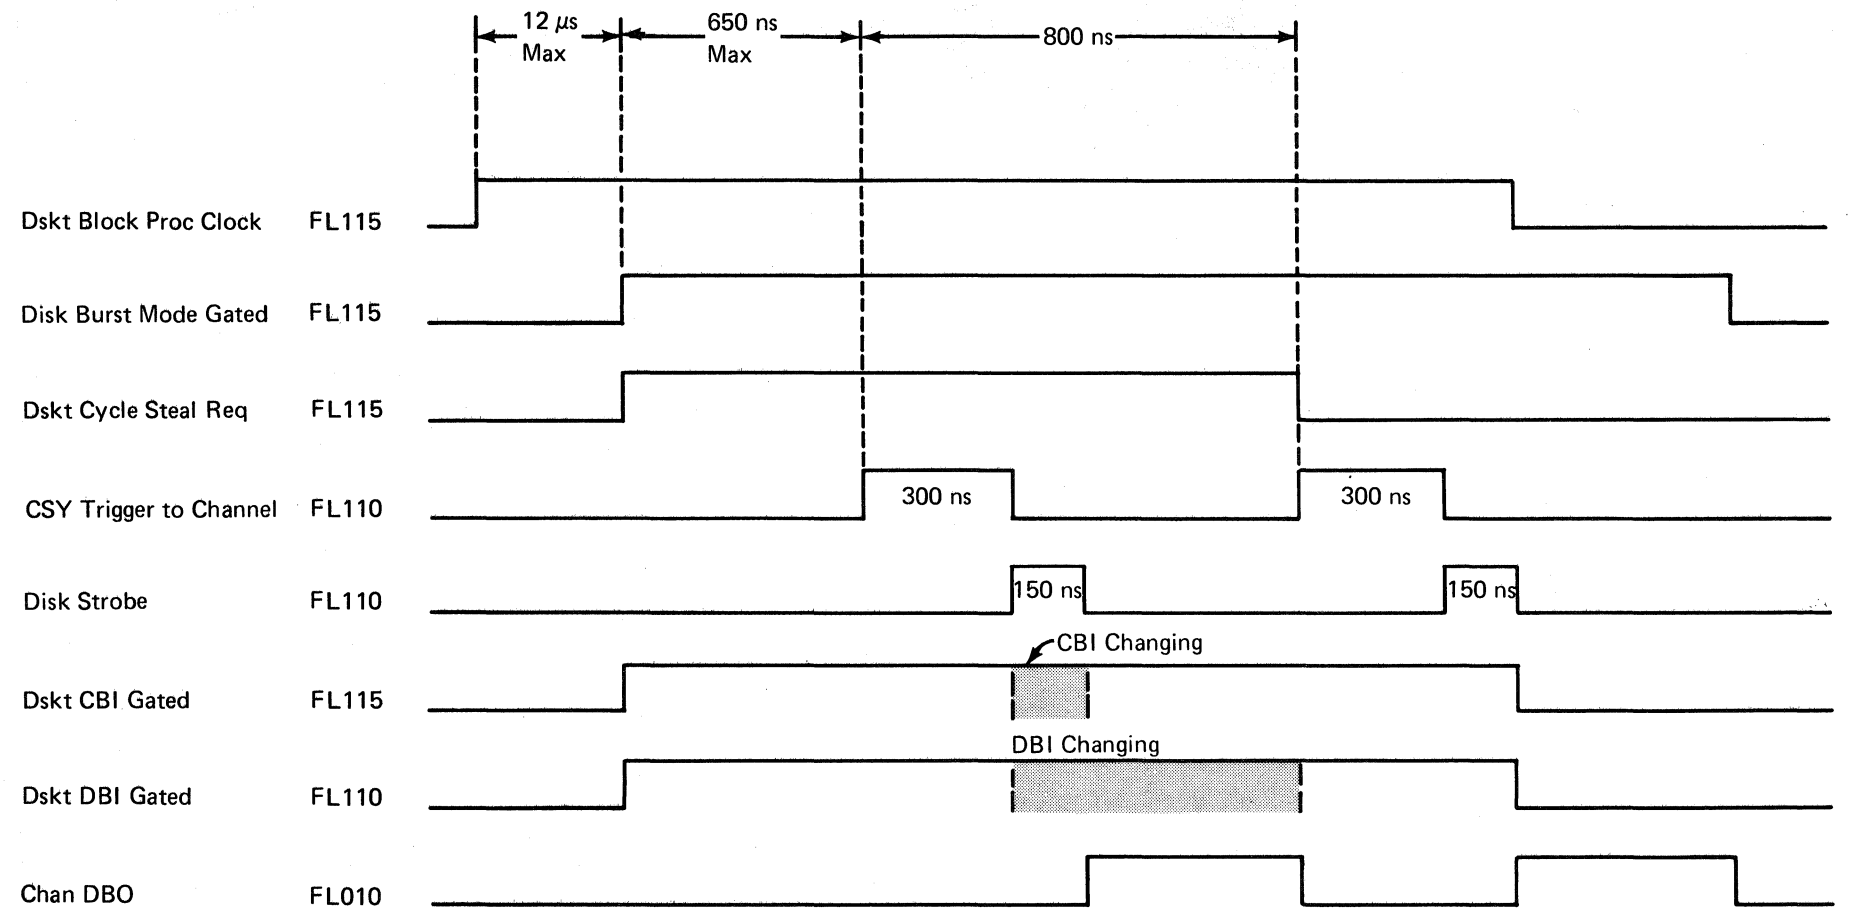 12 μs
Max
650 ns
Max
800 ns
Dskt Block Proc Clock FL115
Disk Burst Mode Gated FL115
Dskt Cycle Steal Req FL115
CSY Trigger to Channel FL110
300 ns
300 ns
Disk Strobe FL110
150 ns
150 ns
CBI Changing
Dskt CBI Gated FL115
DBI Changing
Dskt DBI Gated FL110
Chan DBO FL010